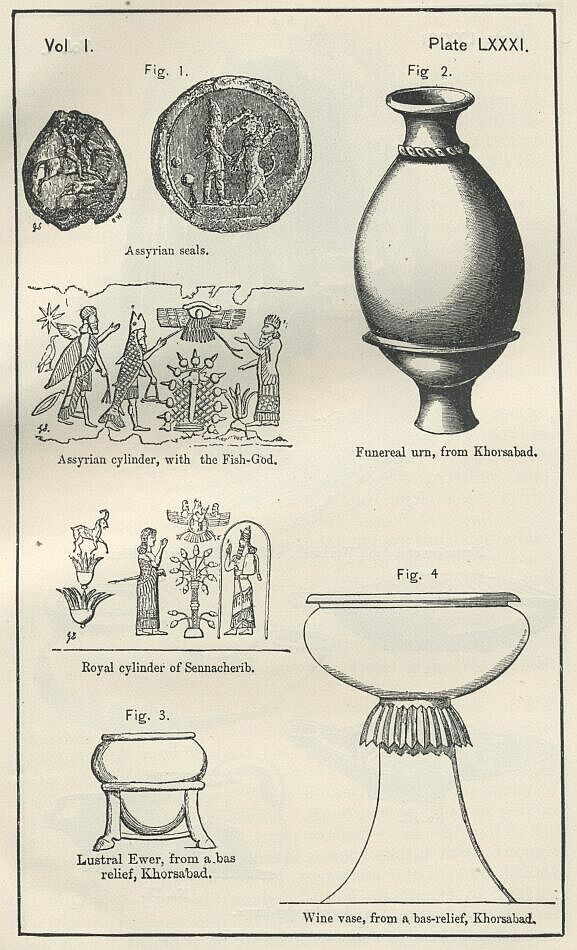 Vol. I.
Plate LXXXI.
Fig. 1.
Assyrian seals.
Assyrian cylinder, with the Fish-God.
Royal cylinder of Sennacherib.
Fig 2.
Funereal urn, from Khorsabad.
Fig. 3.
Lustral Ewer, from a bas
relief, Khorsabad.
Fig. 4
Wine vase, from a bas-relief, Khorsabad.